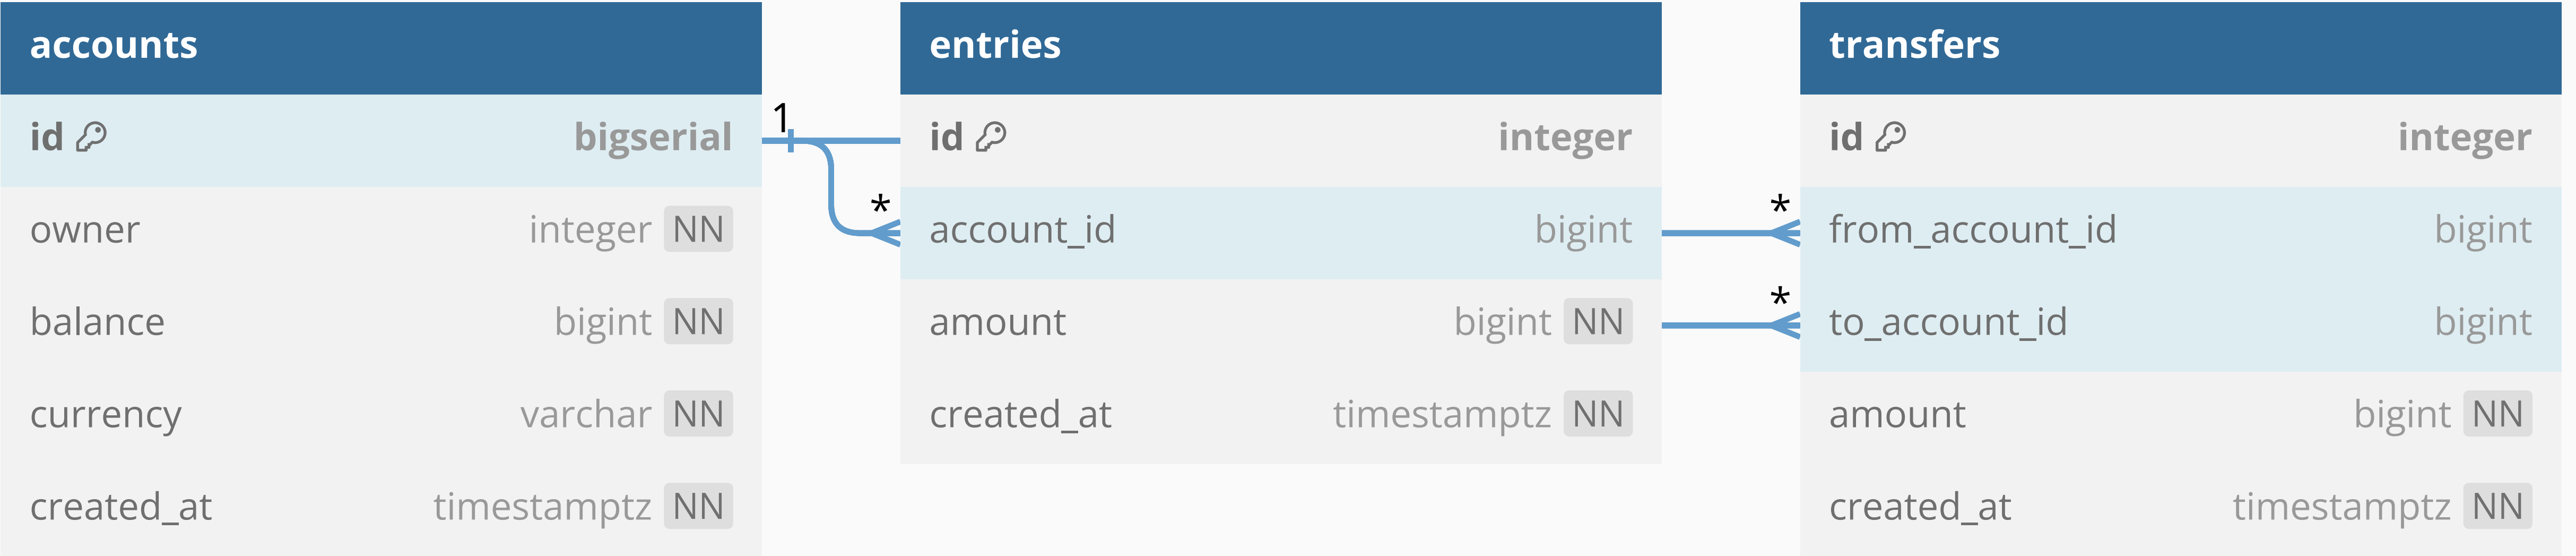 accounts
id bigserial
owner integer NN
balance bigint NN
currency varchar NN
created_at timestamptz NN
1
*
entries
id integer
account_id bigint
amount bigint NN
created_at timestamptz NN
*
*
transfers
id integer
from_account_id bigint
to_account_id bigint
amount bigint NN
created_at timestamptz NN